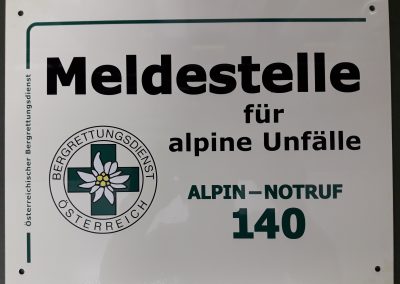 Österreichischer Bergrettungsdienst
Meldestelle
für
alpine Unfälle
BERGRETTUNGSDIENST
ÖSTERREICH
ALPIN–NOTRUF
140